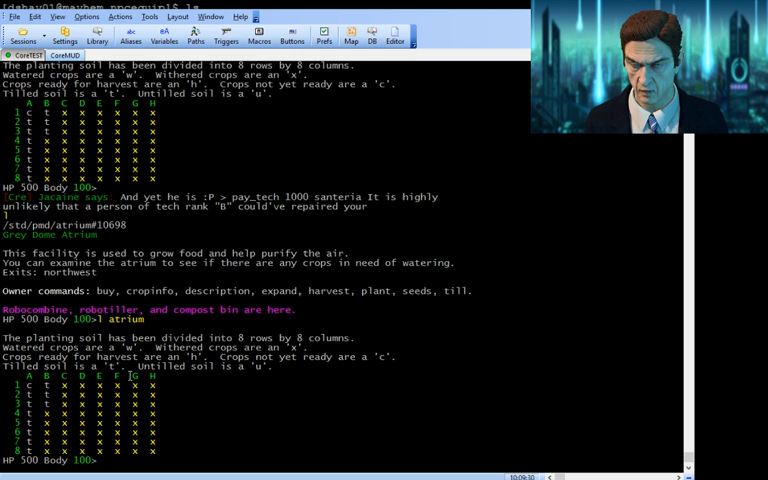 [dshav01@mayhem npcequip]$ ls
File Edit View Options Actions Tools Layout Window Help
Sessions Settings Library Aliases Variables Paths Triggers Macros Buttons Prefs Map DB Editor
CoreTEST CoreMUD
The planting soil has been divided into 8 rows by 8 columns.
Watered crops are a 'w'. Withered crops are an 'x'.
Crops ready for harvest are an 'h'. Crops not yet ready are a 'c'.
Tilled soil is a 't'. Untilled soil is a 'u'.
A B C D E F G H
1 c t x x x x x x
2 t t x x x x x x
3 t t x x x x x x
4 t x x x x x x x
5 t x x x x x x x
6 t x x x x x x x
7 t x x x x x x x
8 t x x x x x x x
HP 500 Body 100>
[Cre] Jacaine says: And yet he is :P > pay_tech 1000 santeria It is highly
unlikely that a person of tech rank "B" could've repaired your
l
/std/pmd/atrium#10698
Grey Dome Atrium
This facility is used to grow food and help purify the air.
You can examine the atrium to see if there are any crops in need of watering.
Exits: northwest
Owner commands: buy, cropinfo, description, expand, harvest, plant, seeds, till.
Robocombine, robotiller, and compost bin are here.
HP 500 Body 100>l atrium
The planting soil has been divided into 8 rows by 8 columns.
Watered crops are a 'w'. Withered crops are an 'x'.
Crops ready for harvest are an 'h'. Crops not yet ready are a 'c'.
Tilled soil is a 't'. Untilled soil is a 'u'.
A B C D E F G H
1 c t x x x x x x
2 t t x x x x x x
3 t t x x x x x x
4 t x x x x x x x
5 t x x x x x x x
6 t x x x x x x x
7 t x x x x x x x
8 t x x x x x x x
HP 500 Body 100>
10:09:30